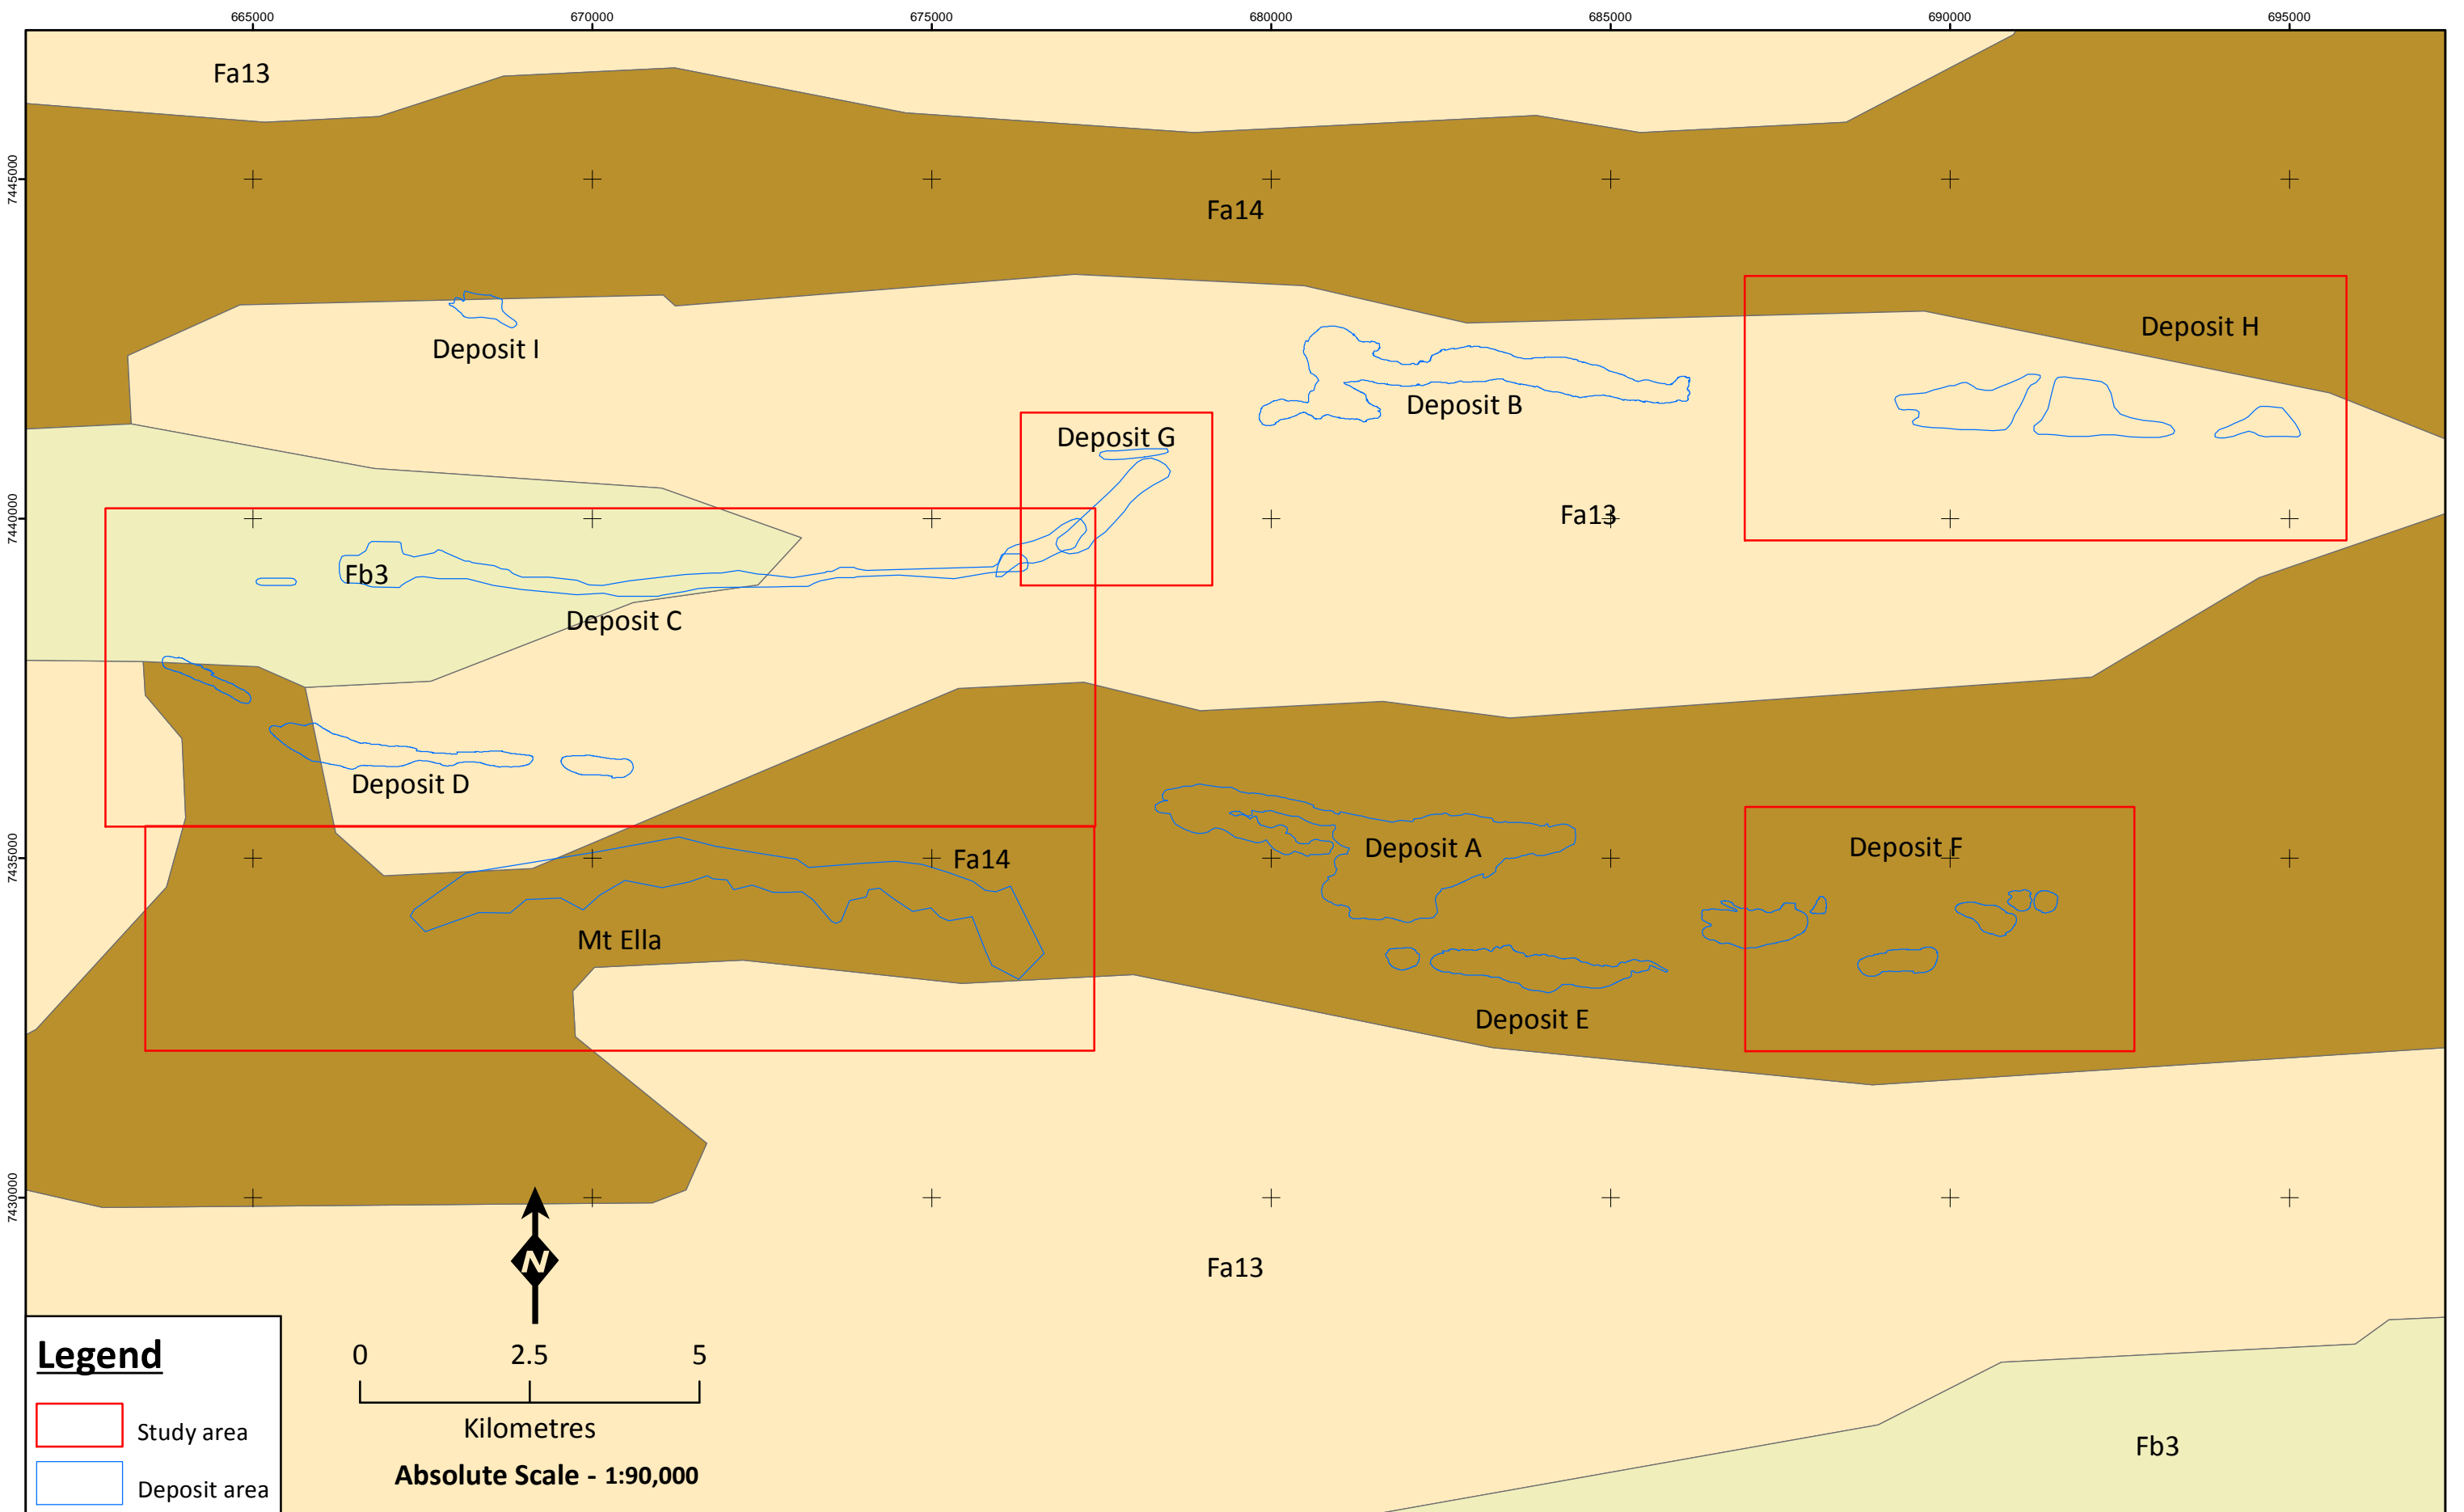 665000 670000 675000 680000 685000 690000 695000
Fa13
7445000
Fa14
Deposit H
Deposit I
Deposit B
Deposit G
7440000
Fa13
Fb3
Deposit C
Deposit D
Deposit A
Deposit F
7435000
Fa14
Mt Ella
Deposit E
7430000
N
Fa13
Legend
0 2.5 5
Kilometres
Study area
Fb3
Absolute Scale - 1:90,000
Deposit area